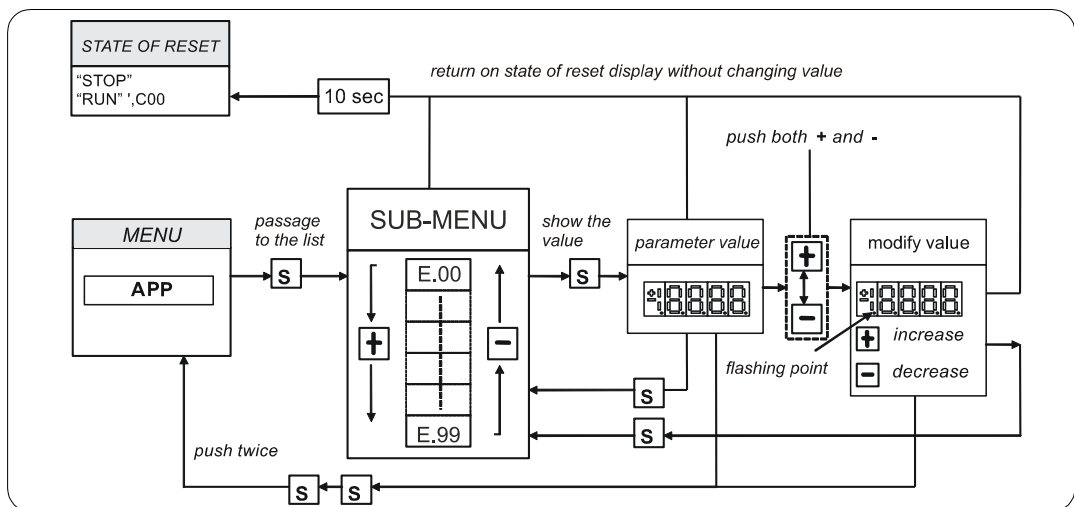 STATE OF RESET
“STOP”
“RUN” ',C00
10 sec
return on state of reset display without changing value
push both + and -
MENU
APP
passage
to the list
S
SUB-MENU
E.00
E.99
+
-
show the
value
S
parameter value
+
-
modify value
+ increase
- decrease
flashing point
S
S
push twice
S
S